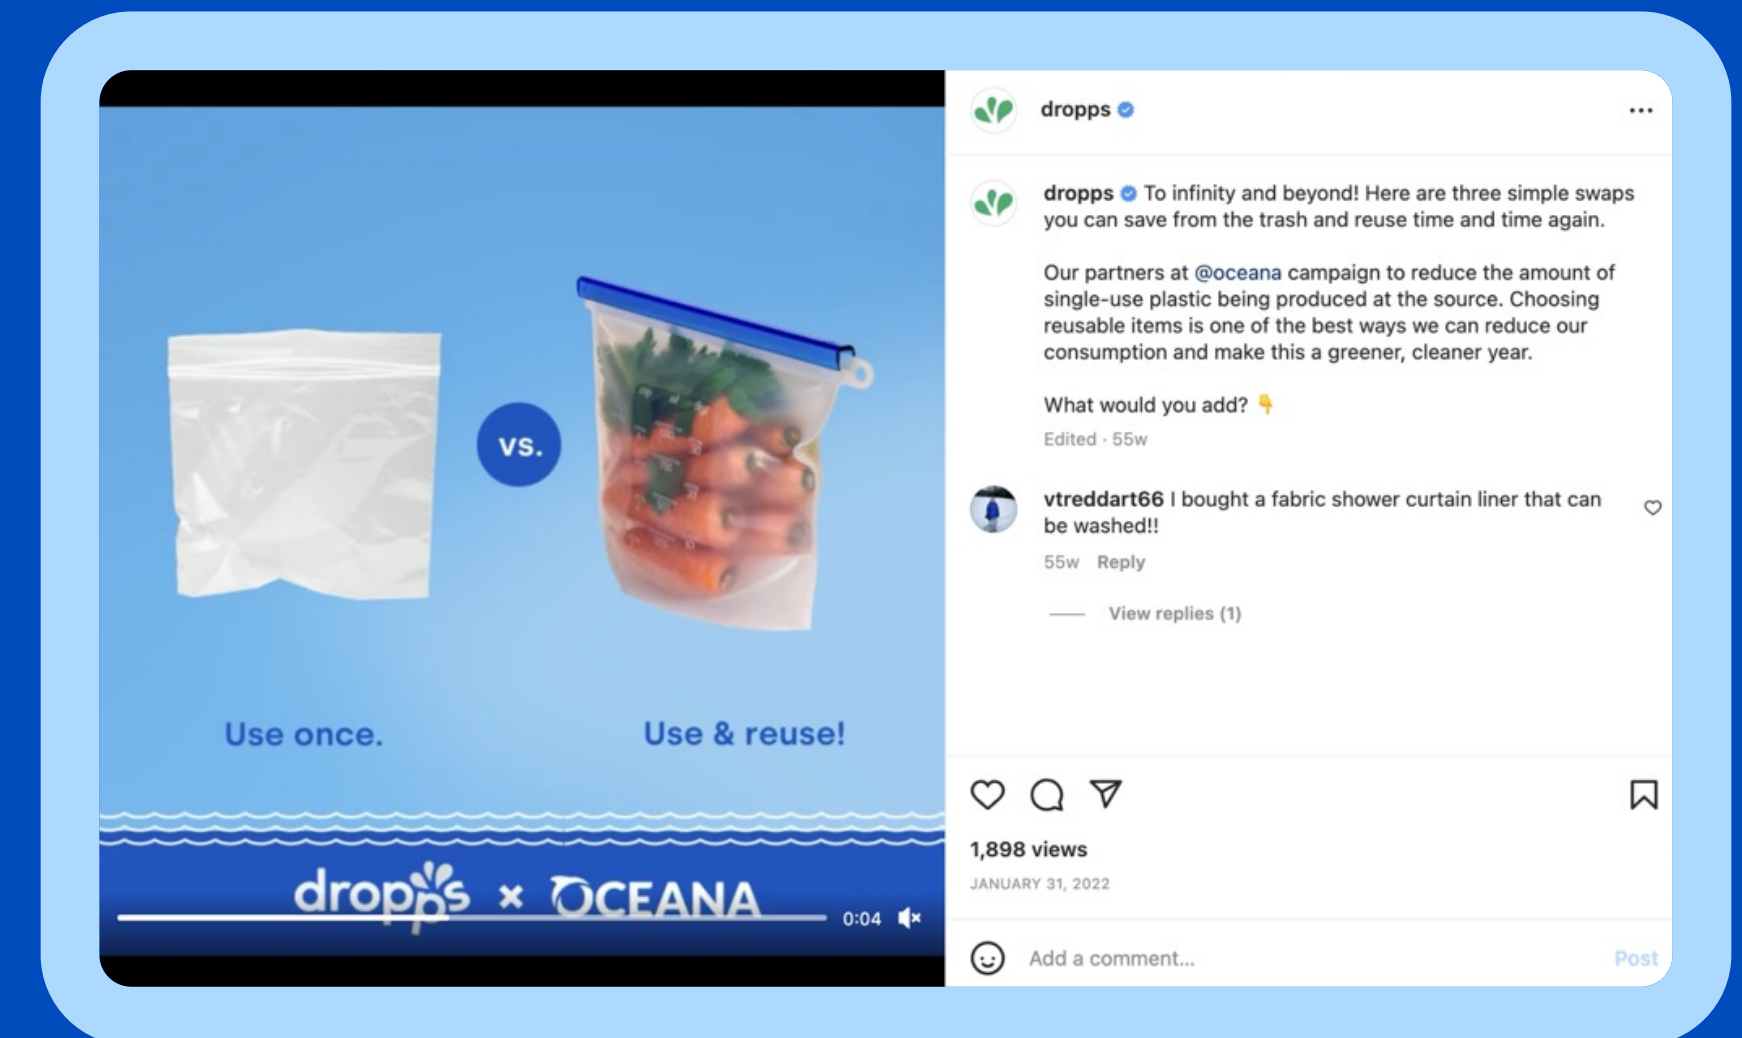 vs.
Use once.
Use & reuse!
dropps x OCEANA
0:04
dropps
dropps To infinity and beyond! Here are three simple swaps
you can save from the trash and reuse time and time again.
Our partners at @oceana campaign to reduce the amount of
single-use plastic being produced at the source. Choosing
reusable items is one of the best ways we can reduce our
consumption and make this a greener, cleaner year.
What would you add? 👇
Edited · 55w
vtreddart66 I bought a fabric shower curtain liner that can
be washed!!
55w Reply
View replies (1)
1,898 views
JANUARY 31, 2022
Add a comment...
Post